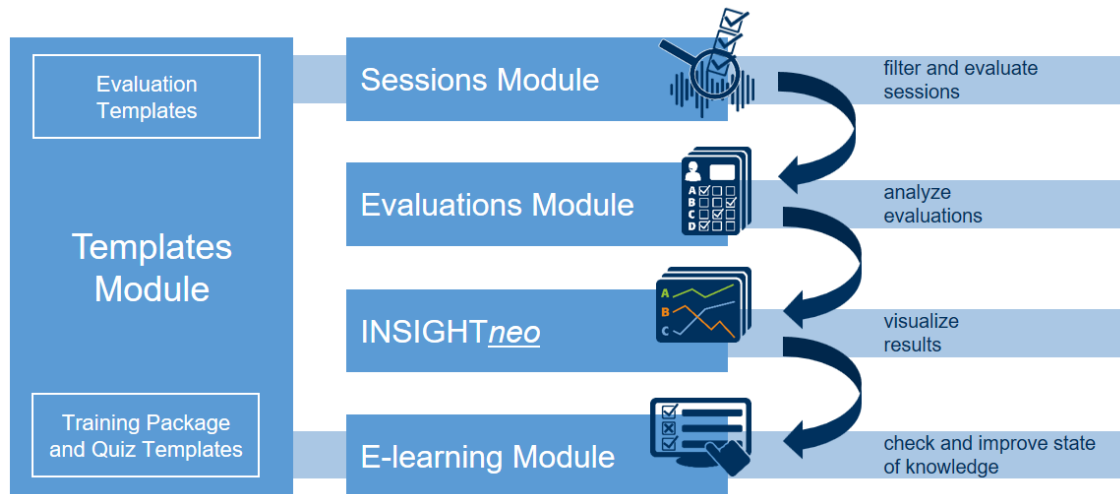 Evaluation
Templates
Templates
Module
Training Package
and Quiz Templates
Sessions Module
filter and evaluate
sessions
Evaluations Module
A
B
C
D
analyze
evaluations
INSIGHTneo
A
B
C
visualize
results
E-learning Module
check and improve state
of knowledge